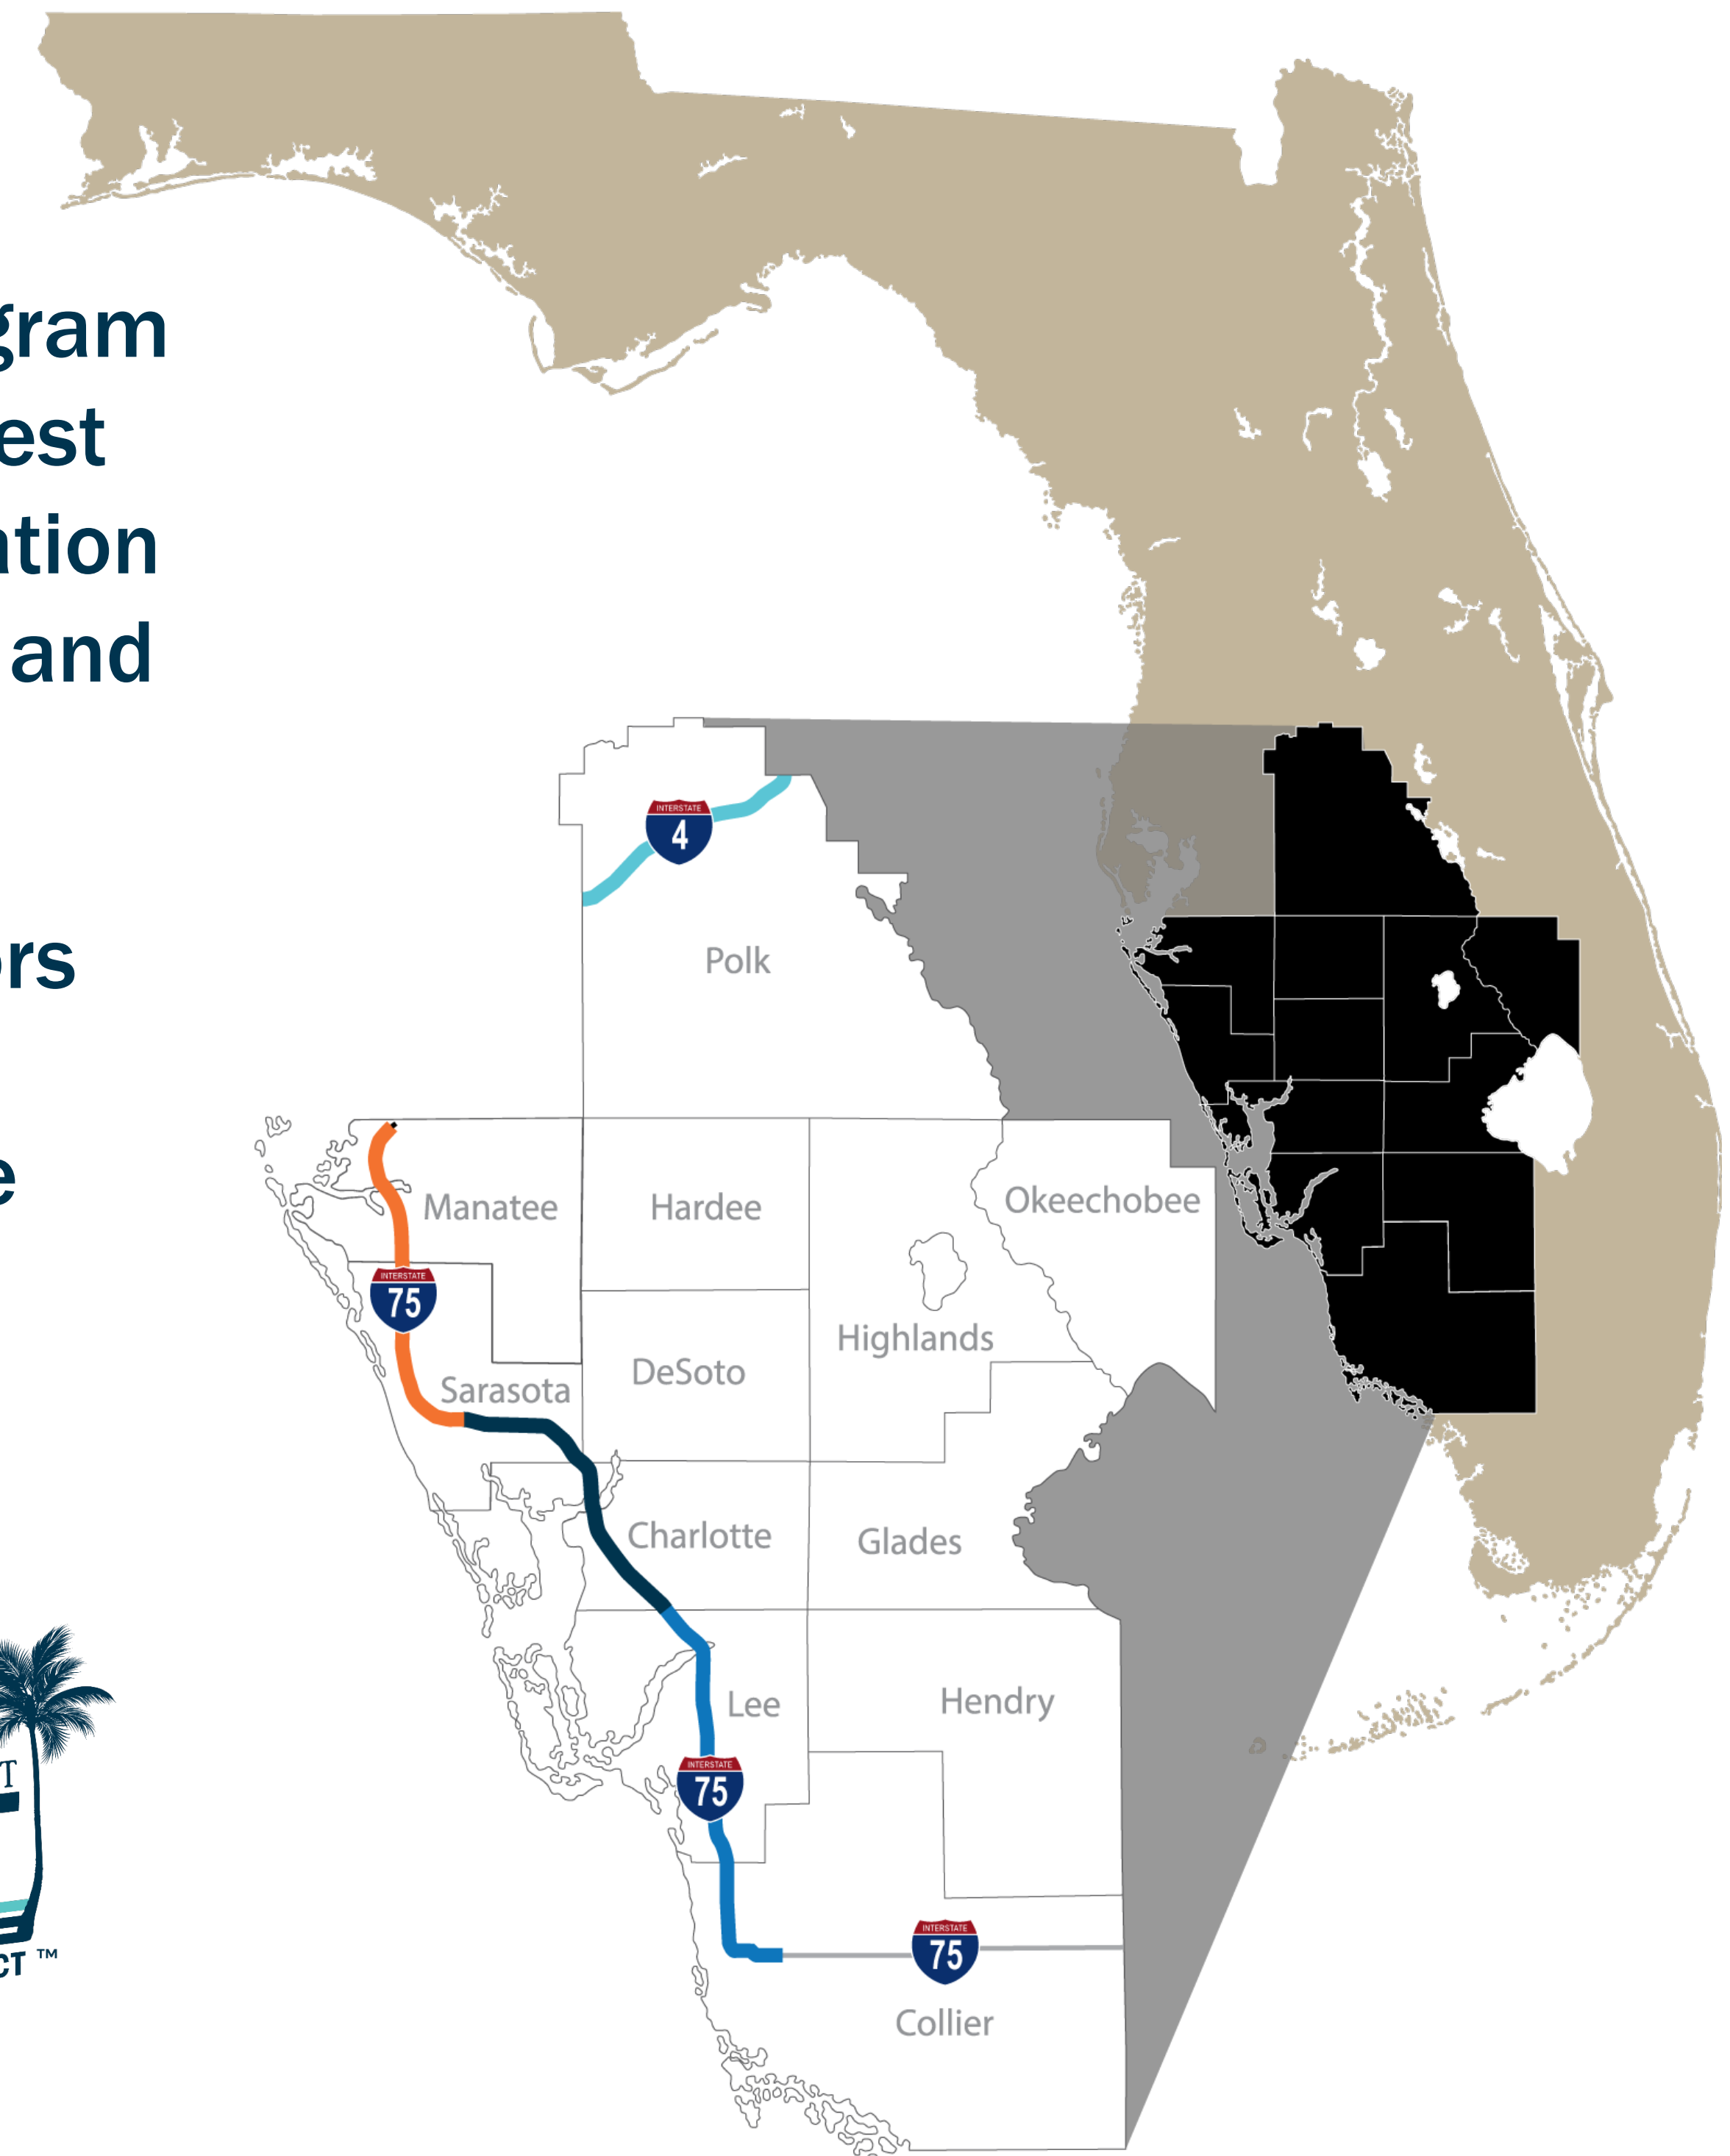 gram
est
ation
and
ors
e
INTERSTATE
4
Polk
Manatee
Hardee
Okeechobee
INTERSTATE
75
Highlands
DeSoto
Sarasota
Charlotte
Glades
Lee
Hendry
INTERSTATE
75
INTERSTATE
75
Collier
T
CT ™